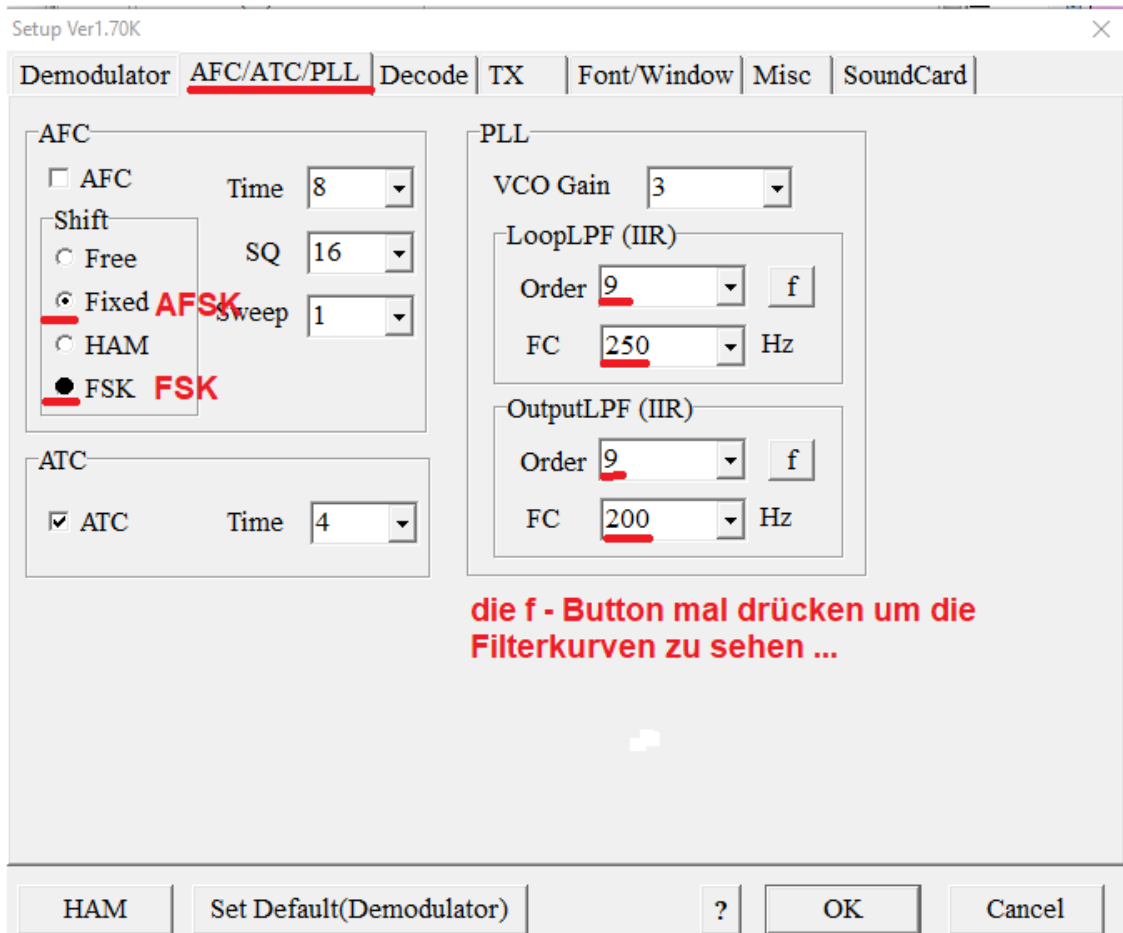 Setup Ver1.70K
Demodulator AFC/ATC/PLL Decode TX Font/Window Misc SoundCard
AFC
AFC
Time 8
Shift
Free
SQ 16
Fixed AFSK
Sweep 1
HAM
FSK FSK
ATC
ATC
Time 4
PLL
VCO Gain 3
LoopLPF (IIR)
Order 9 f
FC 250 Hz
OutputLPF (IIR)
Order 9 f
FC 200 Hz
die f - Button mal drücken um die
Filterkurven zu sehen ...
HAM Set Default(Demodulator) ? OK Cancel